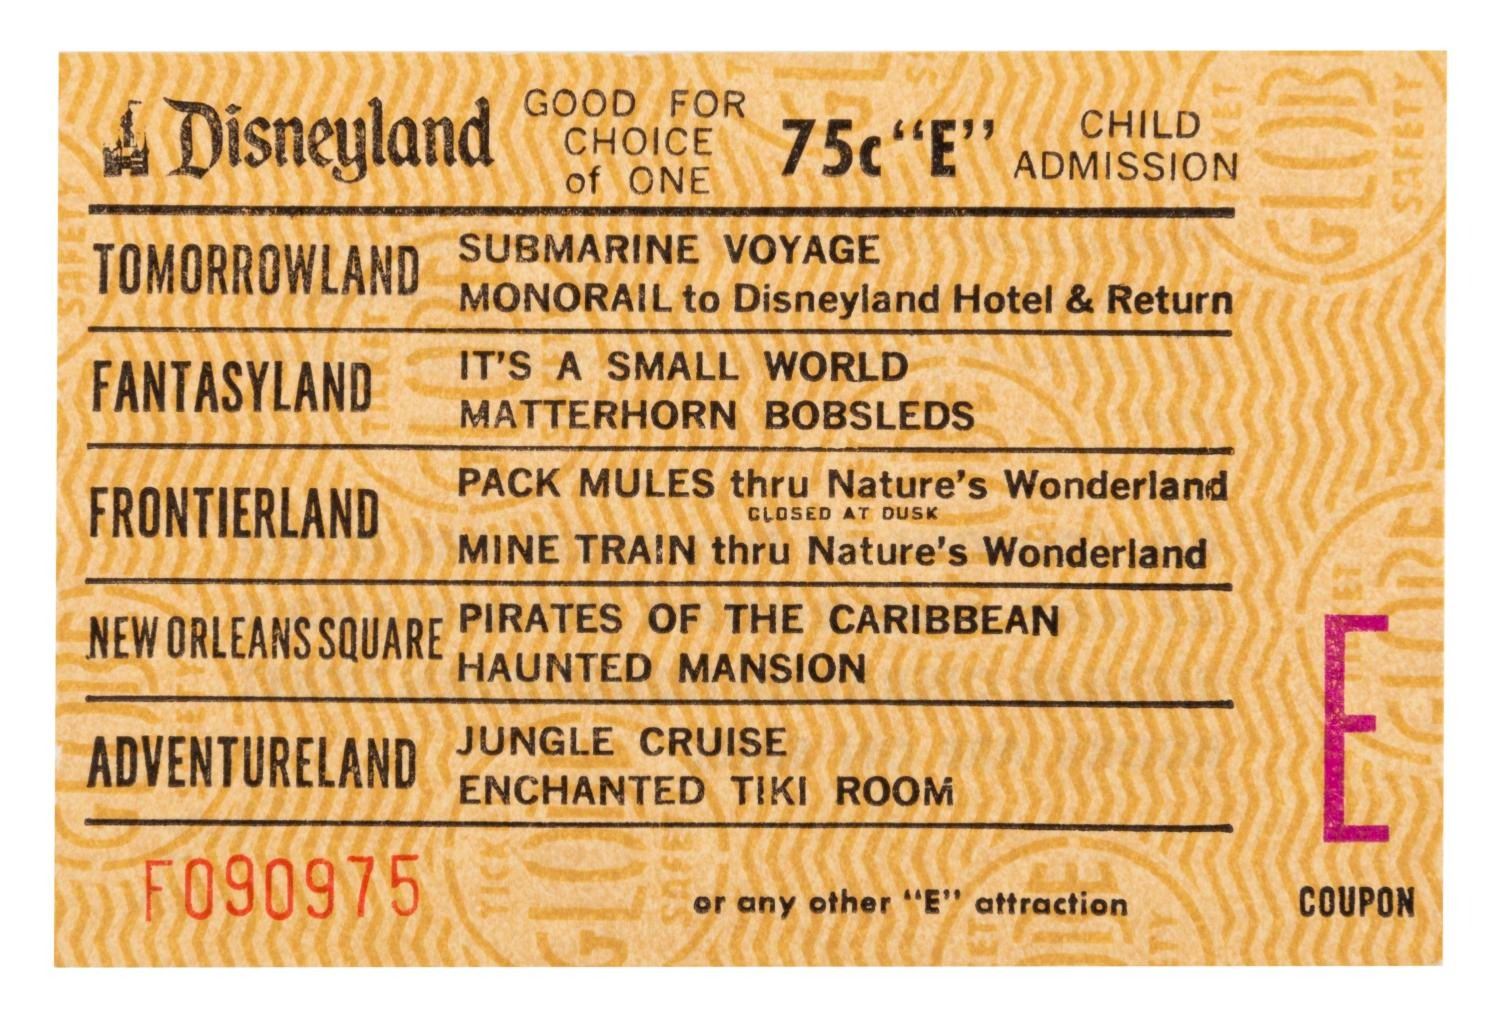 Disneyland
GOOD FOR
CHOICE
of ONE
75c "E"
CHILD
ADMISSION
TOMORROWLAND
SUBMARINE VOYAGE
MONORAIL to Disneyland Hotel & Return
FANTASYLAND
IT'S A SMALL WORLD
MATTERHORN BOBSLEDS
FRONTIERLAND
PACK MULES thru Nature's Wonderland
CLOSED AT DUSK
MINE TRAIN thru Nature's Wonderland
NEW ORLEANS SQUARE
PIRATES OF THE CARIBBEAN
HAUNTED MANSION
ADVENTURELAND
JUNGLE CRUISE
ENCHANTED TIKI ROOM
F090975
or any other "E" attraction
E
COUPON
GLOBE
TICKET
SAFETY